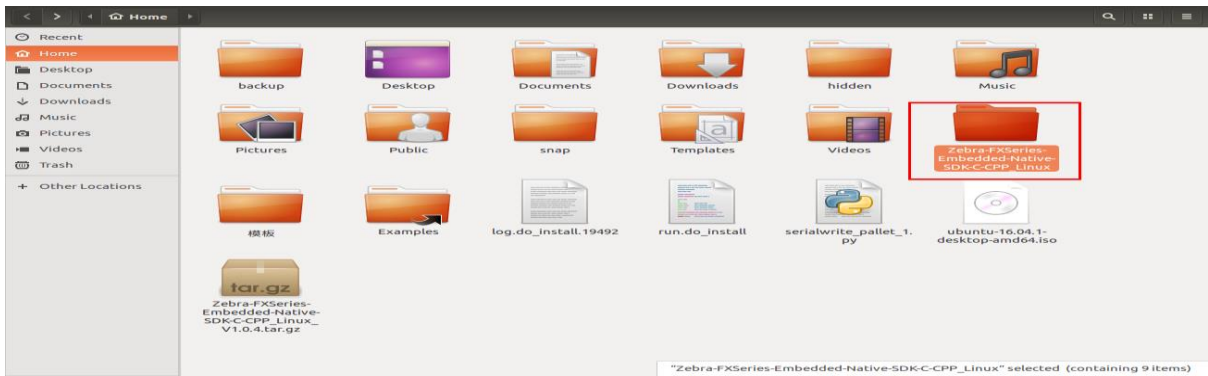 Home
Recent
Home
Desktop
Documents
Downloads
Music
Pictures
Videos
Trash
+ Other Locations
backup
Desktop
Documents
Downloads
hidden
Music
Pictures
Public
snap
Templates
Videos
Zebra-FXSeries-
Embedded-Native-
SDK-C-CPP_Linux
模板
Examples
log.do_install.19492
run.do_install
serialwrite_pallet_1.
py
ubuntu-16.04.1-
desktop-amd64.iso
tar.gz
Zebra-FXSeries-
Embedded-Native-
SDK-C-CPP_Linux_
V1.0.4.tar.gz
"Zebra-FXSeries-Embedded-Native-SDK-C-CPP_Linux" selected (containing 9 items)